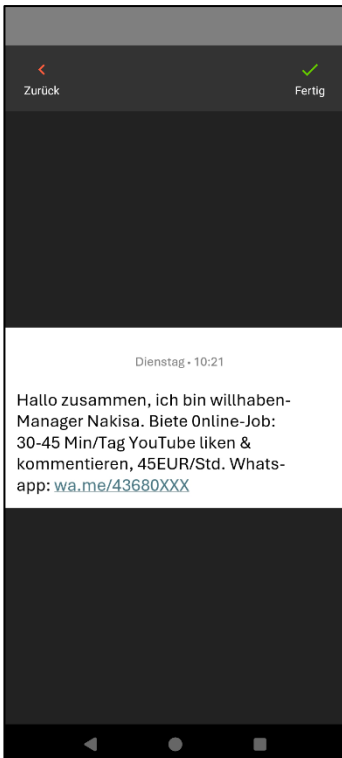 Zurück
Fertig
Dienstag • 10:21
Hallo zusammen, ich bin willhaben-
Manager Nakisa. Biete 0nline-Job:
30-45 Min/Tag YouTube liken &
kommentieren, 45EUR/Std. Whats-
app: wa.me/43680XXX